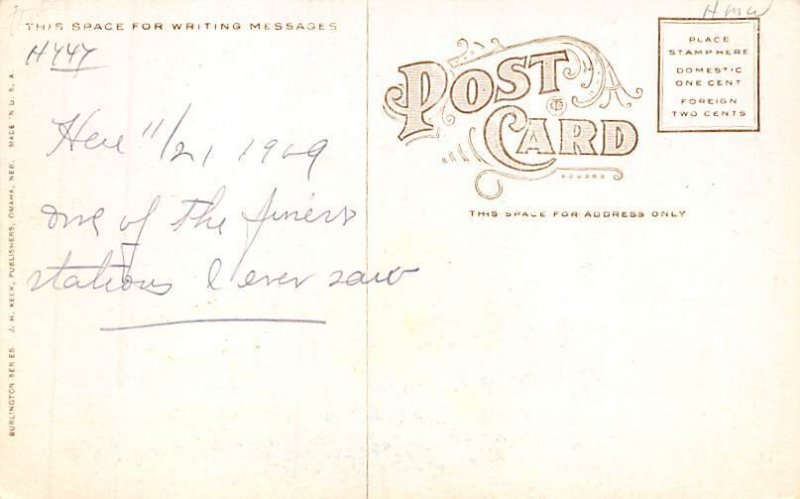 THIS SPACE FOR WRITING MESSAGES
H447
Here 11/21 1909
one of the finest
stations I ever saw
POST CARD
THIS SPACE FOR ADDRESS ONLY
PLACE
STAMP HERE
DOMESTIC
ONE CENT
FOREIGN
TWO CENTS
BURLINGTON SERIES J. H. KECK, PUBLISHERS, OMAHA, NEB. MADE IN U.S.A.